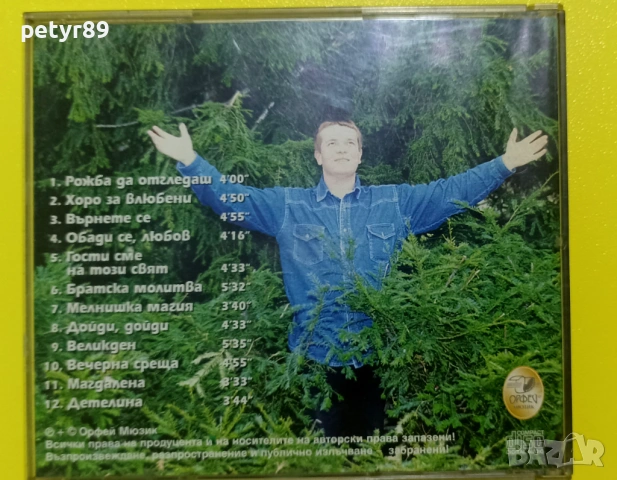 petyr89
1. Рожба да отгледаш 4'00"
2. Хоро за влюбени 4'50"
3. Върнете се 4'55"
4. Обади се, любов 4'16"
5. Гости сме
на този свят 4'33"
6. Братска молитва 5'32"
7. Мелнишка магия 3'40"
8. Дойди, дойди 4'33"
9. Великден 5'35"
10. Вечерна среща 4'55"
11. Магдалена 3'33"
12. Детелина 3'44"
ОРФЕЙ
℗ + © Орфей Мюзик
Всички права на продуцента и на носителите на авторски права запазени!
Възпроизвеждане, разпространение и публично излъчване - забранени!
BAZAR